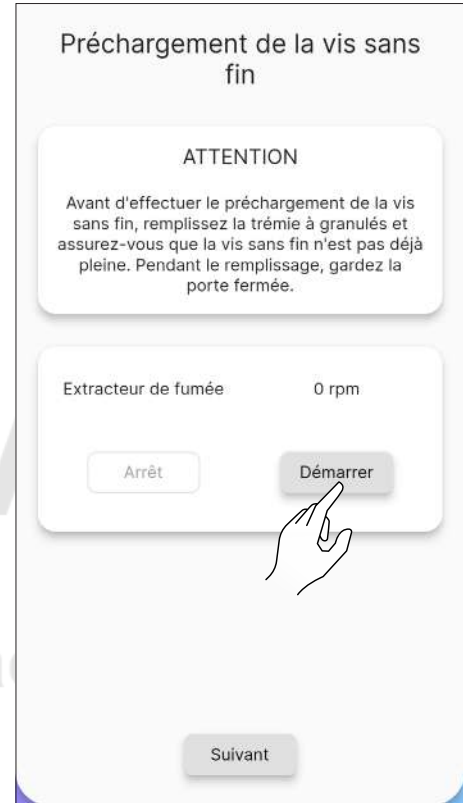 Préchargement de la vis sans
fin
ATTENTION
Avant d'effectuer le préchargement de la vis
sans fin, remplissez la trémie à granulés et
assurez-vous que la vis sans fin n'est pas déjà
pleine. Pendant le remplissage, gardez la
porte fermée.
Extracteur de fumée 0 rpm
Arrêt Démarrer
Suivant